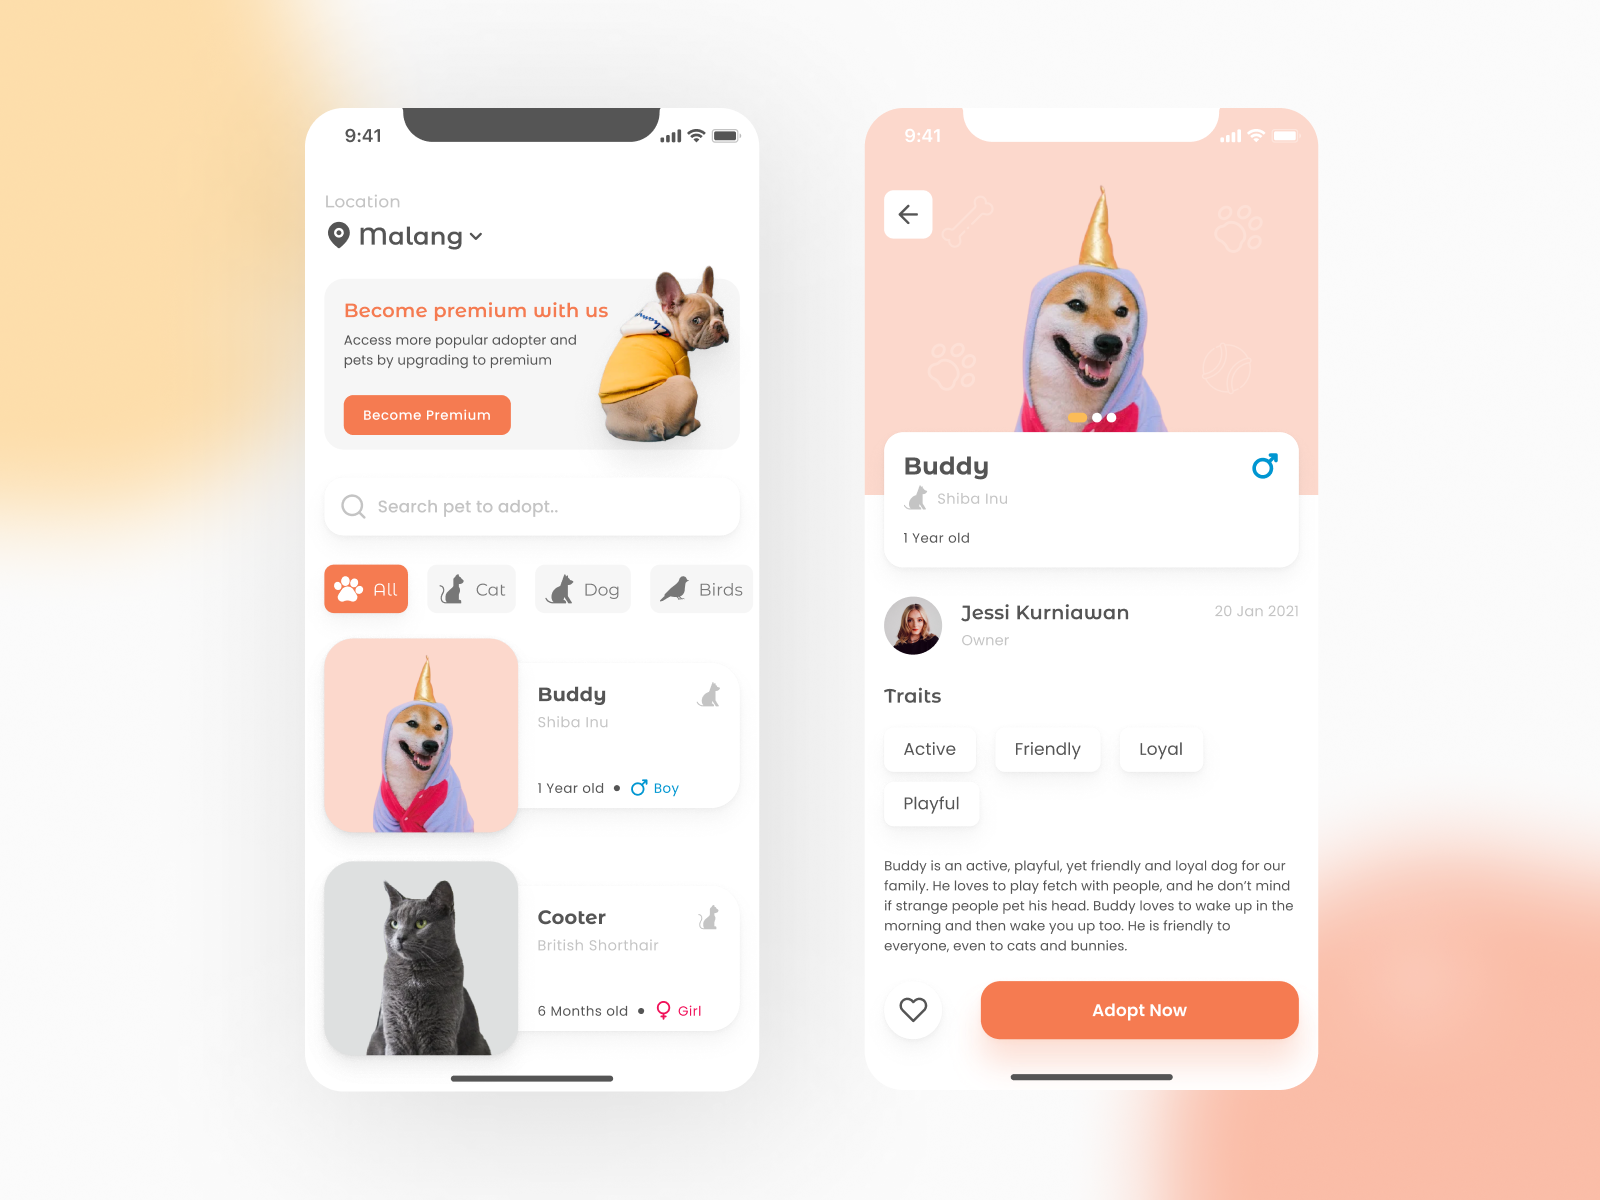 9:41
Location
Malang
Become premium with us
Access more popular adopter and
pets by upgrading to premium
Become Premium
Search pet to adopt..
All
Cat
Dog
Birds
Buddy
Shiba Inu
1 Year old • Boy
Cooter
British Shorthair
6 Months old • Girl
9:41
Buddy
Shiba Inu
1 Year old
Jessi Kurniawan
20 Jan 2021
Owner
Traits
Active
Friendly
Loyal
Playful
Buddy is an active, playful, yet friendly and loyal dog for our
family. He loves to play fetch with people, and he don't mind
if strange people pet his head. Buddy loves to wake up in the
morning and then wake you up too. He is friendly to
everyone, even to cats and bunnies.
Adopt Now